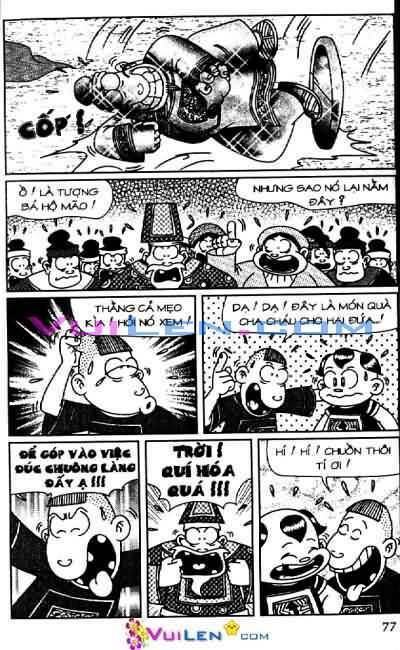 CỐP!
Ồ! LÀ TƯỢNG
BÁ HỘ MÃO!
NHƯNG SAO NÓ LẠI NẰM
ĐÂY?
THẰNG CẢ MẸO
KÌA! HỎI NÓ XEM!
DẠ! DẠ! ĐÂY LÀ MÓN QUÀ
CHA CHÁU CHO HAI ĐỨA...!
VUILEN.COM
ĐỂ GÓP VÀO VIỆC
ĐÚC CHUÔNG LÀNG
ĐẤY Ạ!!!
TRỜI!
QUÍ HÓA
QUÁ!!!
HÍ! HÍ! CHUỒN THÔI
TÍ ƠI!
77
VUILEN.COM